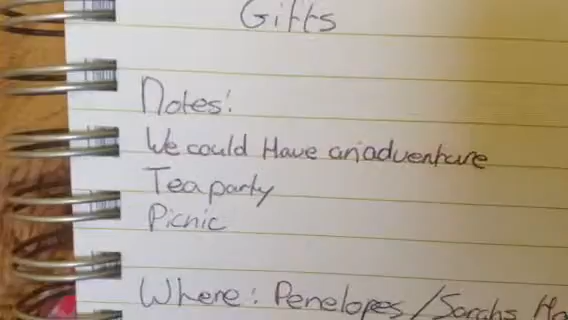 Gifts
Notes:
We could Have an adventure
Tea party
Picnic
Where: Penelopes / Sarahs